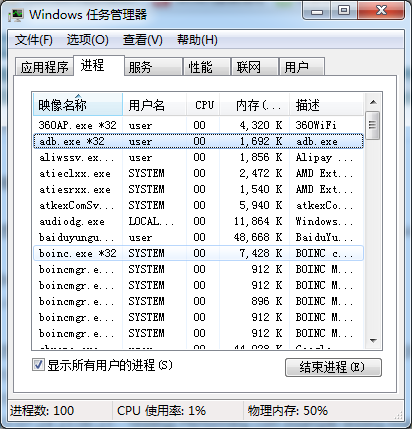 Windows 任务管理器
文件(F) 选项(O) 查看(V) 帮助(H)
应用程序 进程 服务 性能 联网 用户
映像名称 用户名 CPU 内存(... 描述
360AP.exe *32 user 00 4,320 K 360WiFi
adb.exe *32 user 00 1,692 K adb.exe
aliwssv.ex... user 00 1,856 K Alipay ...
atieclxx.exe SYSTEM 00 2,472 K AMD Ext...
atiesrxx.exe SYSTEM 00 1,540 K AMD Ext...
atkexComSv... SYSTEM 00 5,940 K atkexCo...
audiodg.exe LOCAL... 00 11,864 K Windows...
baiduyungu... user 00 48,668 K BaiduYu...
boinc.exe *32 SYSTEM 00 7,428 K BOINC c...
boincmgr.e... SYSTEM 00 912 K BOINC M...
boincmgr.e... SYSTEM 00 912 K BOINC M...
boincmgr.e... SYSTEM 00 896 K BOINC M...
boincmgr.e... SYSTEM 00 912 K BOINC M...
boincmgr.e... SYSTEM 00 912 K BOINC M...
显示所有用户的进程(S) 结束进程(E)
进程数: 100 CPU 使用率: 1% 物理内存: 50%